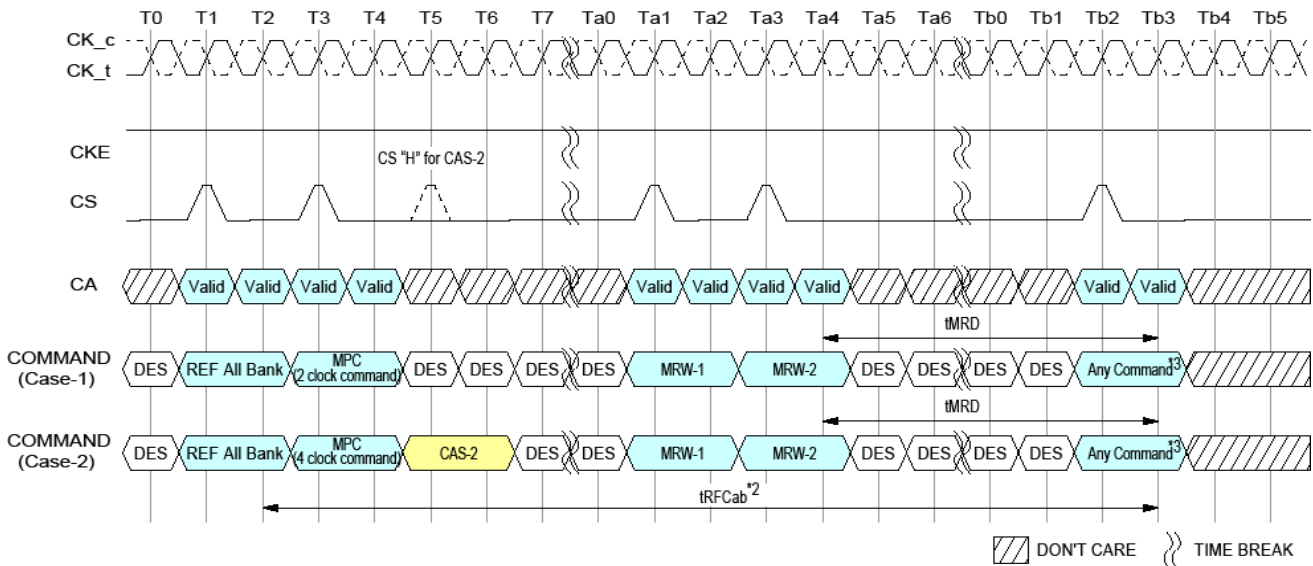 T0 T1 T2 T3 T4 T5 T6 T7 Ta0 Ta1 Ta2 Ta3 Ta4 Ta5 Ta6 Tb0 Tb1 Tb2 Tb3 Tb4 Tb5
CK_c
CK_t
CKE
CS "H" for CAS-2
CS
CA Valid Valid Valid Valid Valid Valid Valid Valid Valid Valid
tMRD
COMMAND
(Case-1)
DES REF All Bank MPC (2 clock command) DES DES DES DES MRW-1 MRW-2 DES DES DES DES Any Command*3
tMRD
COMMAND
(Case-2)
DES REF All Bank MPC (4 clock command) CAS-2 DES DES MRW-1 MRW-2 DES DES DES DES Any Command*3
tRFCab*2
DON'T CARE TIME BREAK